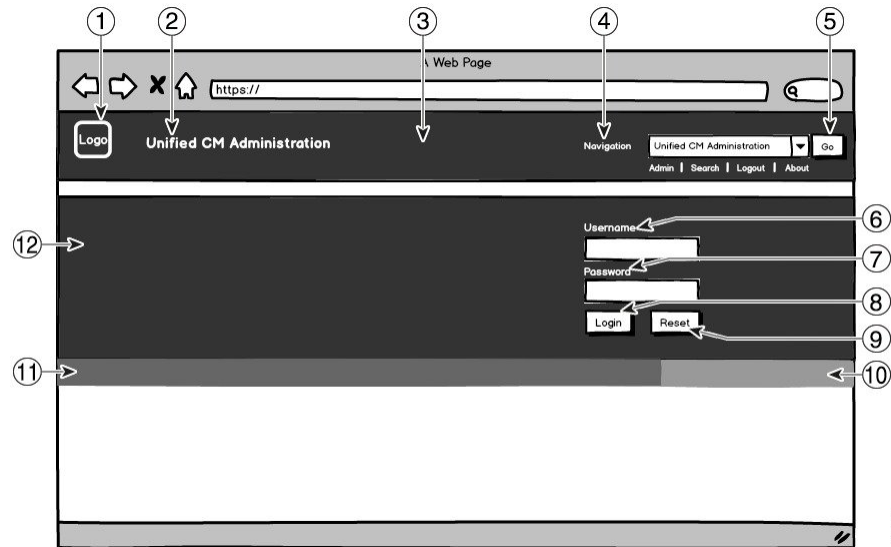 1 2 3 4 5
A Web Page
https://
Logo
Unified CM Administration
Navigation
Unified CM Administration
Go
Admin | Search | Logout | About
6
Username
12
7
Password
8
Login
Reset
9
11
10